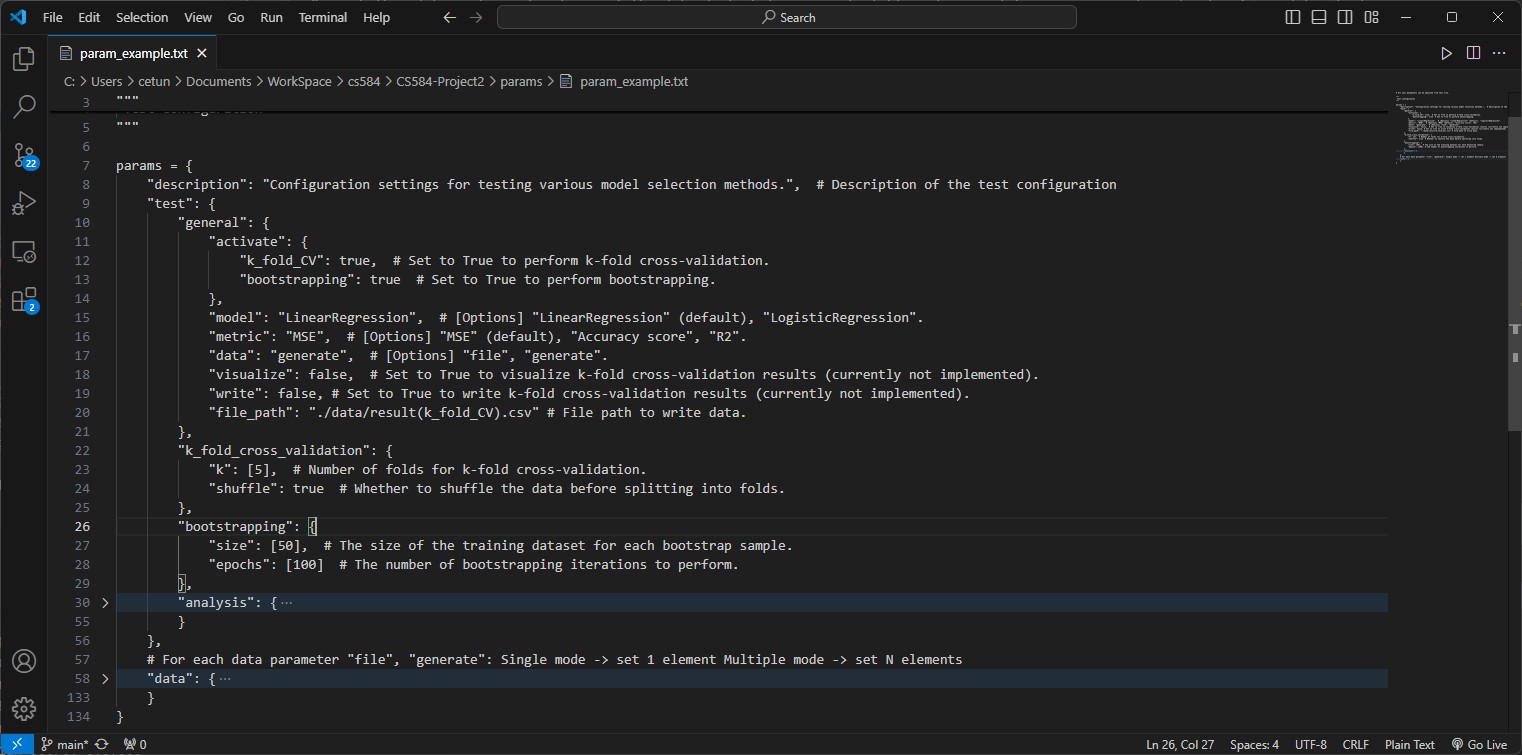 File Edit Selection View Go Run Terminal Help Search
param_example.txt
C: > Users > cetun > Documents > WorkSpace > cs584 > CS584-Project2 > params > param_example.txt
3 """
5 """
6
7 params = {
8 "description": "Configuration settings for testing various model selection methods.",  # Description of the test configuration
9 "test": {
10 "general": {
11 "activate": {
12 "k_fold_CV": true,  # Set to True to perform k-fold cross-validation.
13 "bootstrapping": true  # Set to True to perform bootstrapping.
14 },
15 "model": "LinearRegression",  # [Options] "LinearRegression" (default), "LogisticRegression".
16 "metric": "MSE",  # [Options] "MSE" (default), "Accuracy score", "R2".
17 "data": "generate",  # [Options] "file", "generate".
18 "visualize": false,  # Set to True to visualize k-fold cross-validation results (currently not implemented).
19 "write": false, # Set to True to write k-fold cross-validation results (currently not implemented).
20 "file_path": "./data/result(k_fold_CV).csv" # File path to write data.
21 },
22 "k_fold_cross_validation": {
23 "k": [5],  # Number of folds for k-fold cross-validation.
24 "shuffle": true  # Whether to shuffle the data before splitting into folds.
25 },
26 "bootstrapping": {
27 "size": [50],  # The size of the training dataset for each bootstrap sample.
28 "epochs": [100]  # The number of bootstrapping iterations to perform.
29 },
30 "analysis": { ···
55 }
56 },
57 # For each data parameter "file", "generate": Single mode -> set 1 element Multiple mode -> set N elements
58 "data": { ···
133 }
134 }
22
2
main* 0 Ln 26, Col 27 Spaces: 4 UTF-8 CRLF Plain Text Go Live